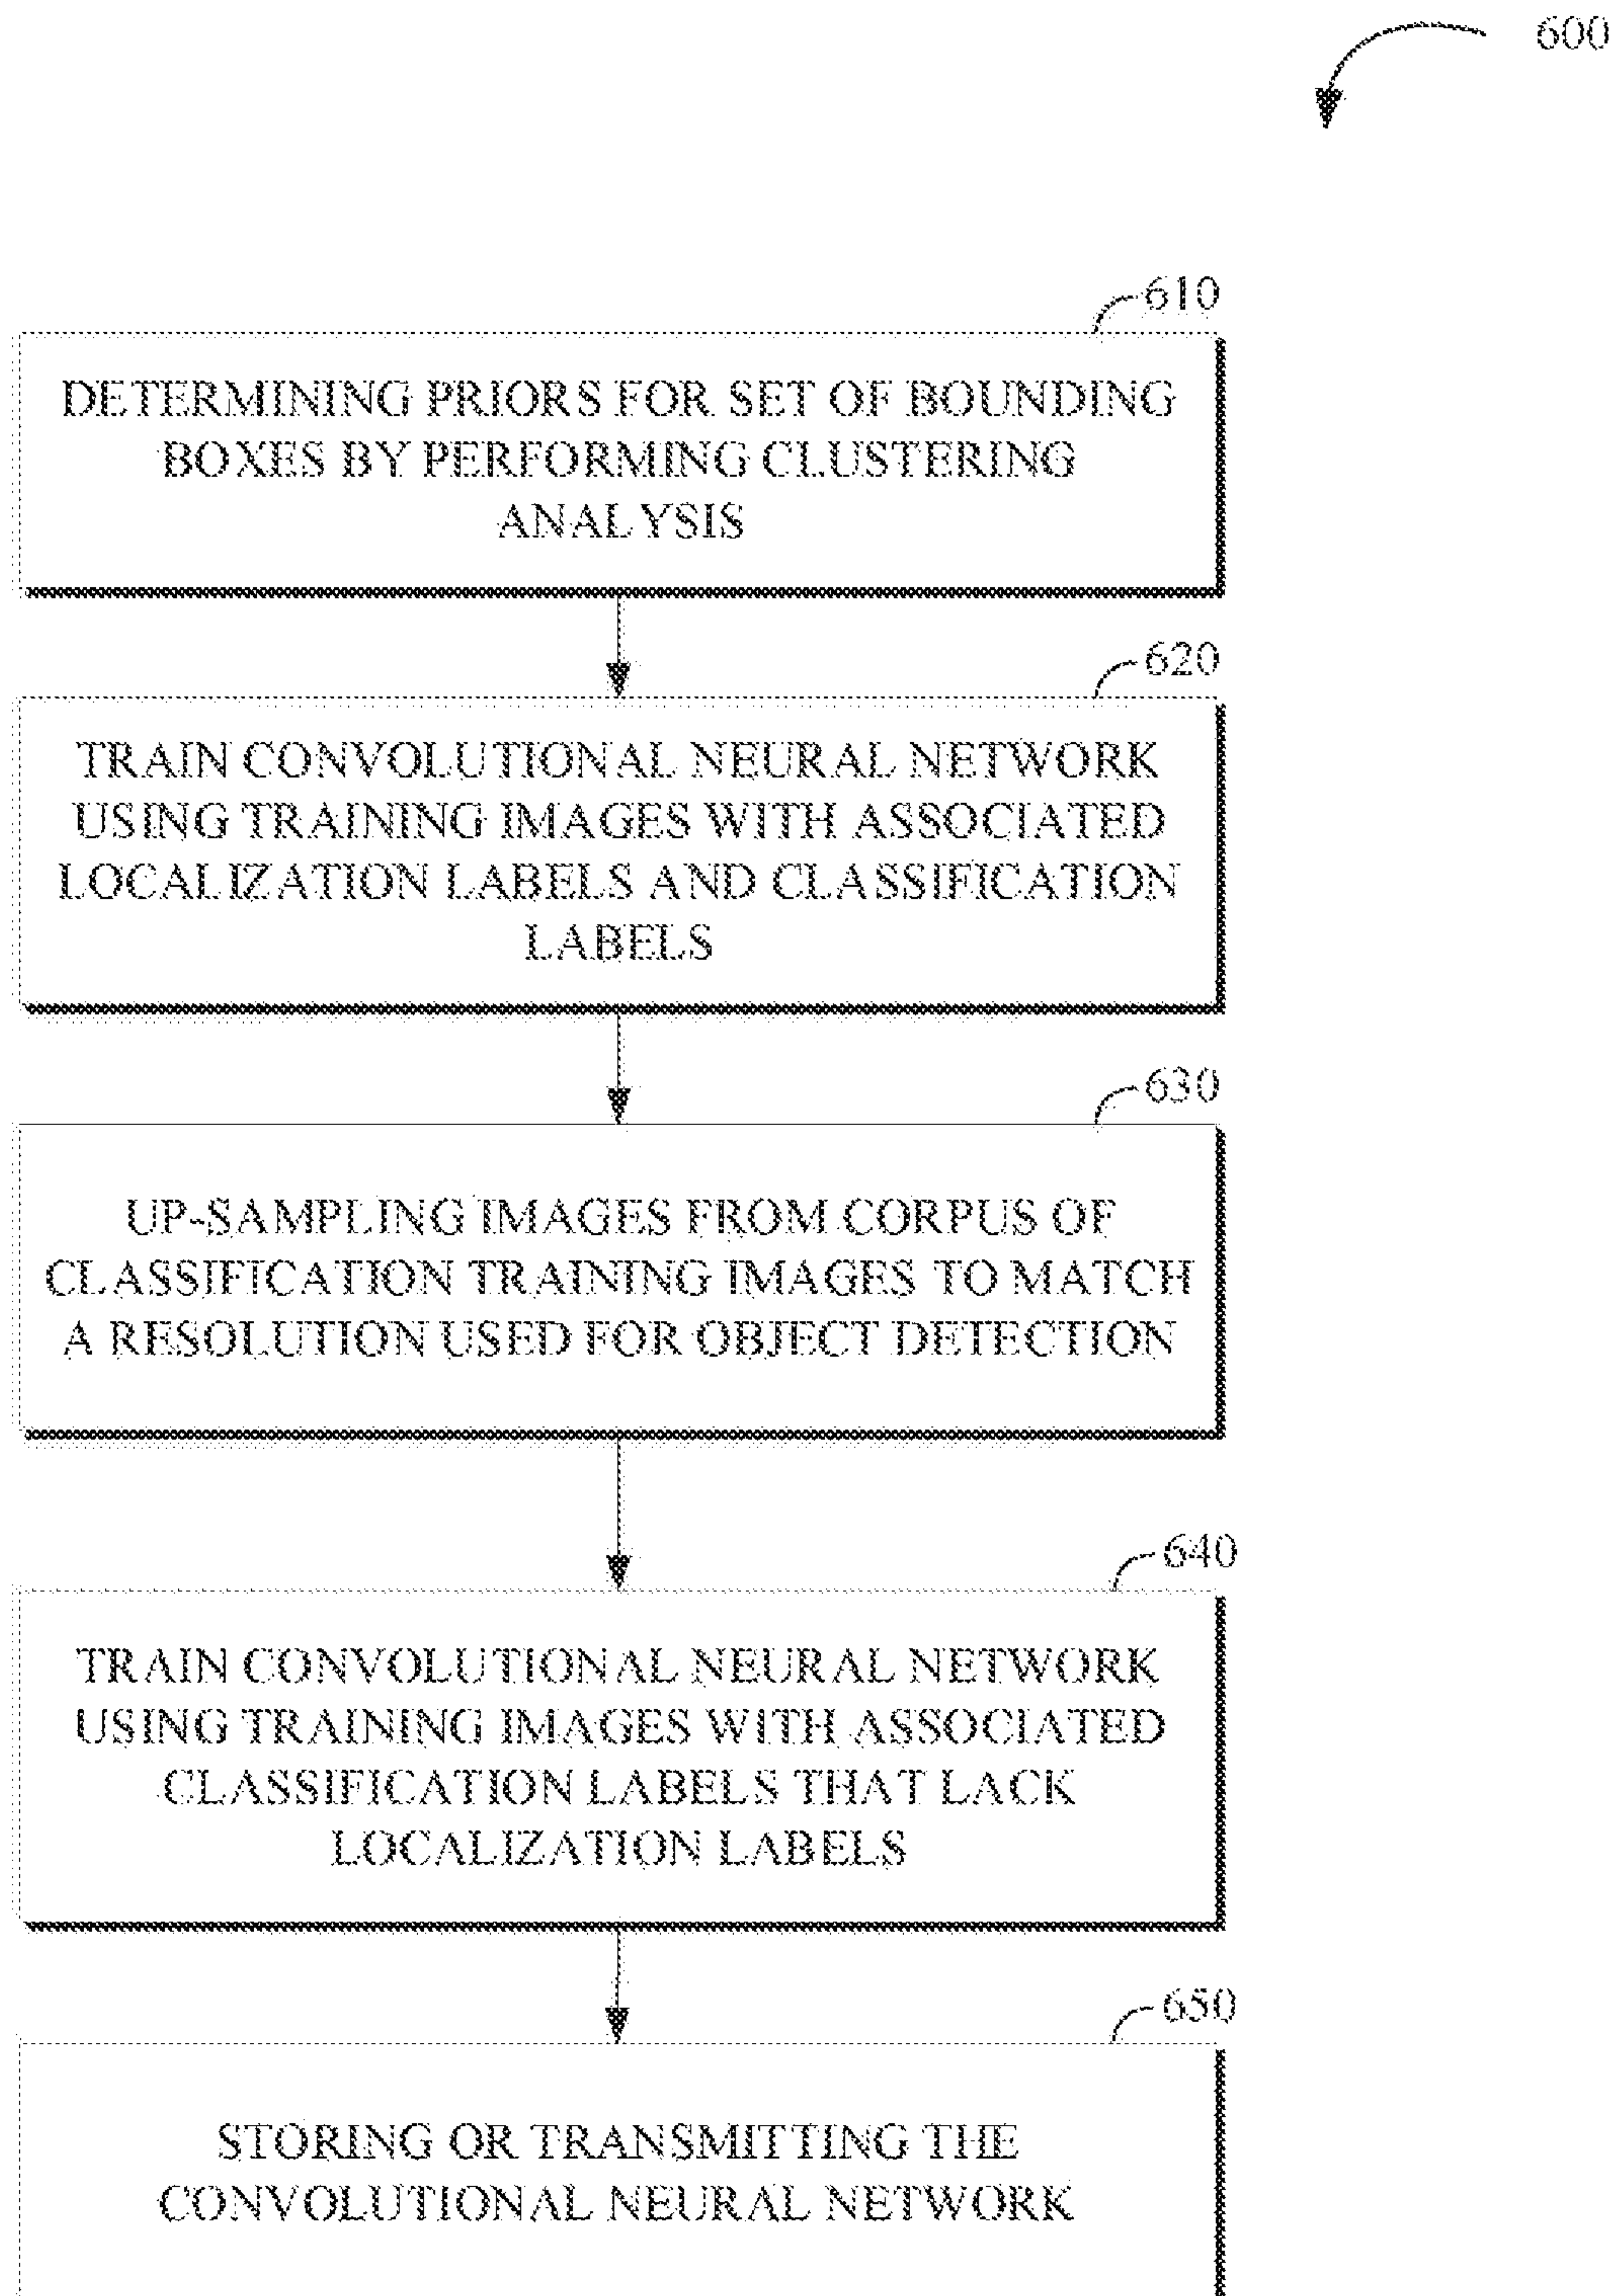 600
610
DETERMINING PRIORS FOR SET OF BOUNDING
BOXES BY PERFORMING CLUSTERING
ANALYSIS
620
TRAIN CONVOLUTIONAL NEURAL NETWORK
USING TRAINING IMAGES WITH ASSOCIATED
LOCALIZATION LABELS AND CLASSIFICATION
LABELS
630
UP-SAMPLING IMAGES FROM CORPUS OF
CLASSIFICATION TRAINING IMAGES TO MATCH
A RESOLUTION USED FOR OBJECT DETECTION
640
TRAIN CONVOLUTIONAL NEURAL NETWORK
USING TRAINING IMAGES WITH ASSOCIATED
CLASSIFICATION LABELS THAT LACK
LOCALIZATION LABELS
650
STORING OR TRANSMITTING THE
CONVOLUTIONAL NEURAL NETWORK